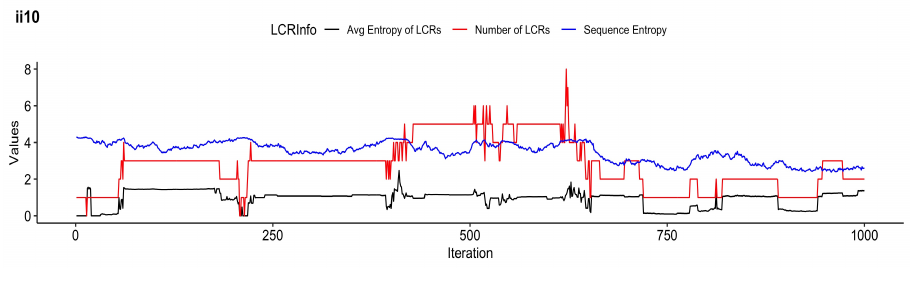 ii10
LCRInfo Avg Entropy of LCRs Number of LCRs Sequence Entropy
8
6
4
2
0
Values
0 250 500 750 1000
Iteration